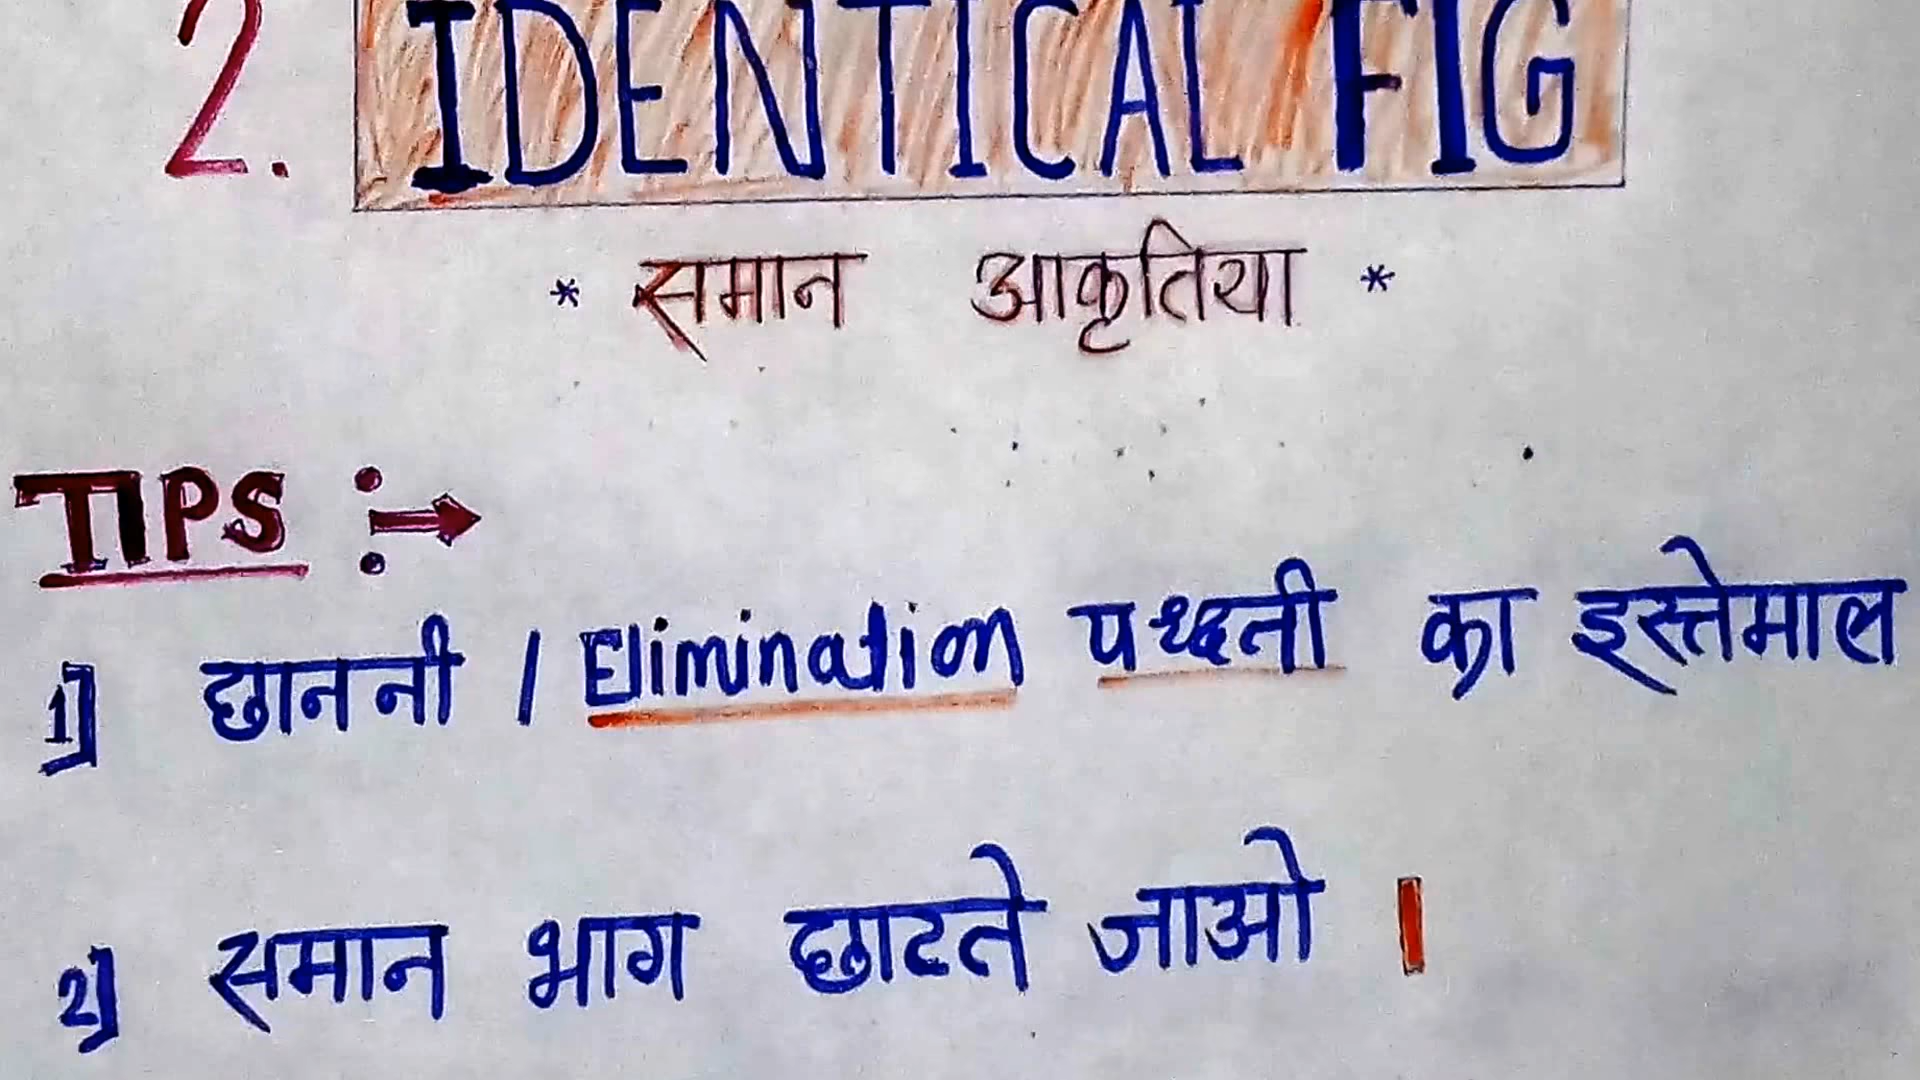 2. IDENTICAL FIG
* समान आकृतिया *
TIPS :→
1] छाननी / Elimination पध्दती का इस्तेमाल
2] समान भाग छाटते जाओ |